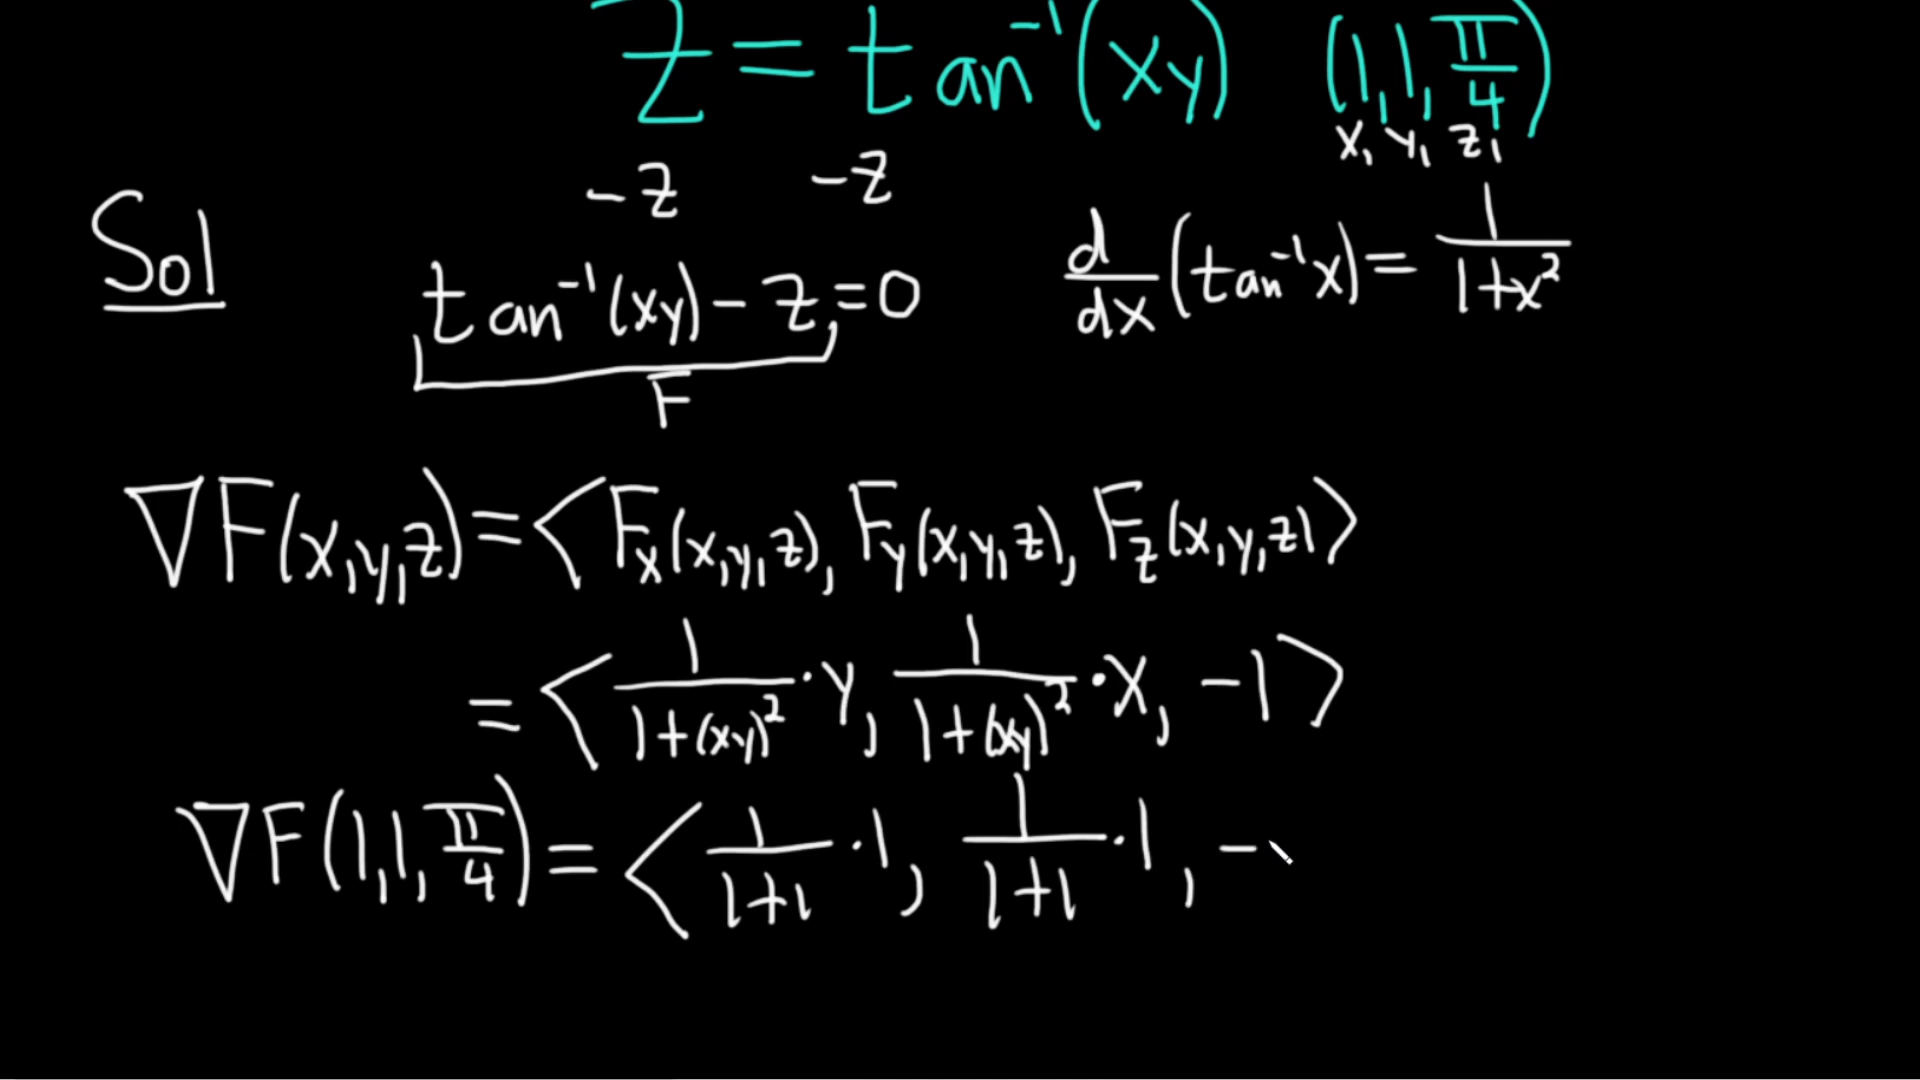 z = tan⁻¹(xy) (1, 1, π/4)
x₁ y₁ z₁
-z -z
Sol
tan⁻¹(xy) - z = 0 d/dx (tan⁻¹x) = 1/(1+x²)
F
∇F(x,y,z) = ⟨F_x(x,y,z), F_y(x,y,z), F_z(x,y,z)⟩
= ⟨1/(1+(xy)²) · y, 1/(1+(xy)²) · x, -1⟩
∇F(1,1,π/4) = ⟨1/(1+1) · 1, 1/(1+1) · 1, -